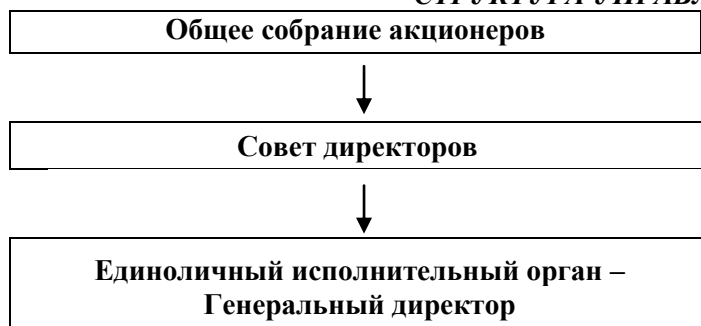 Общее собрание акционеров
Совет директоров
Единоличный исполнительный орган –
Генеральный директор